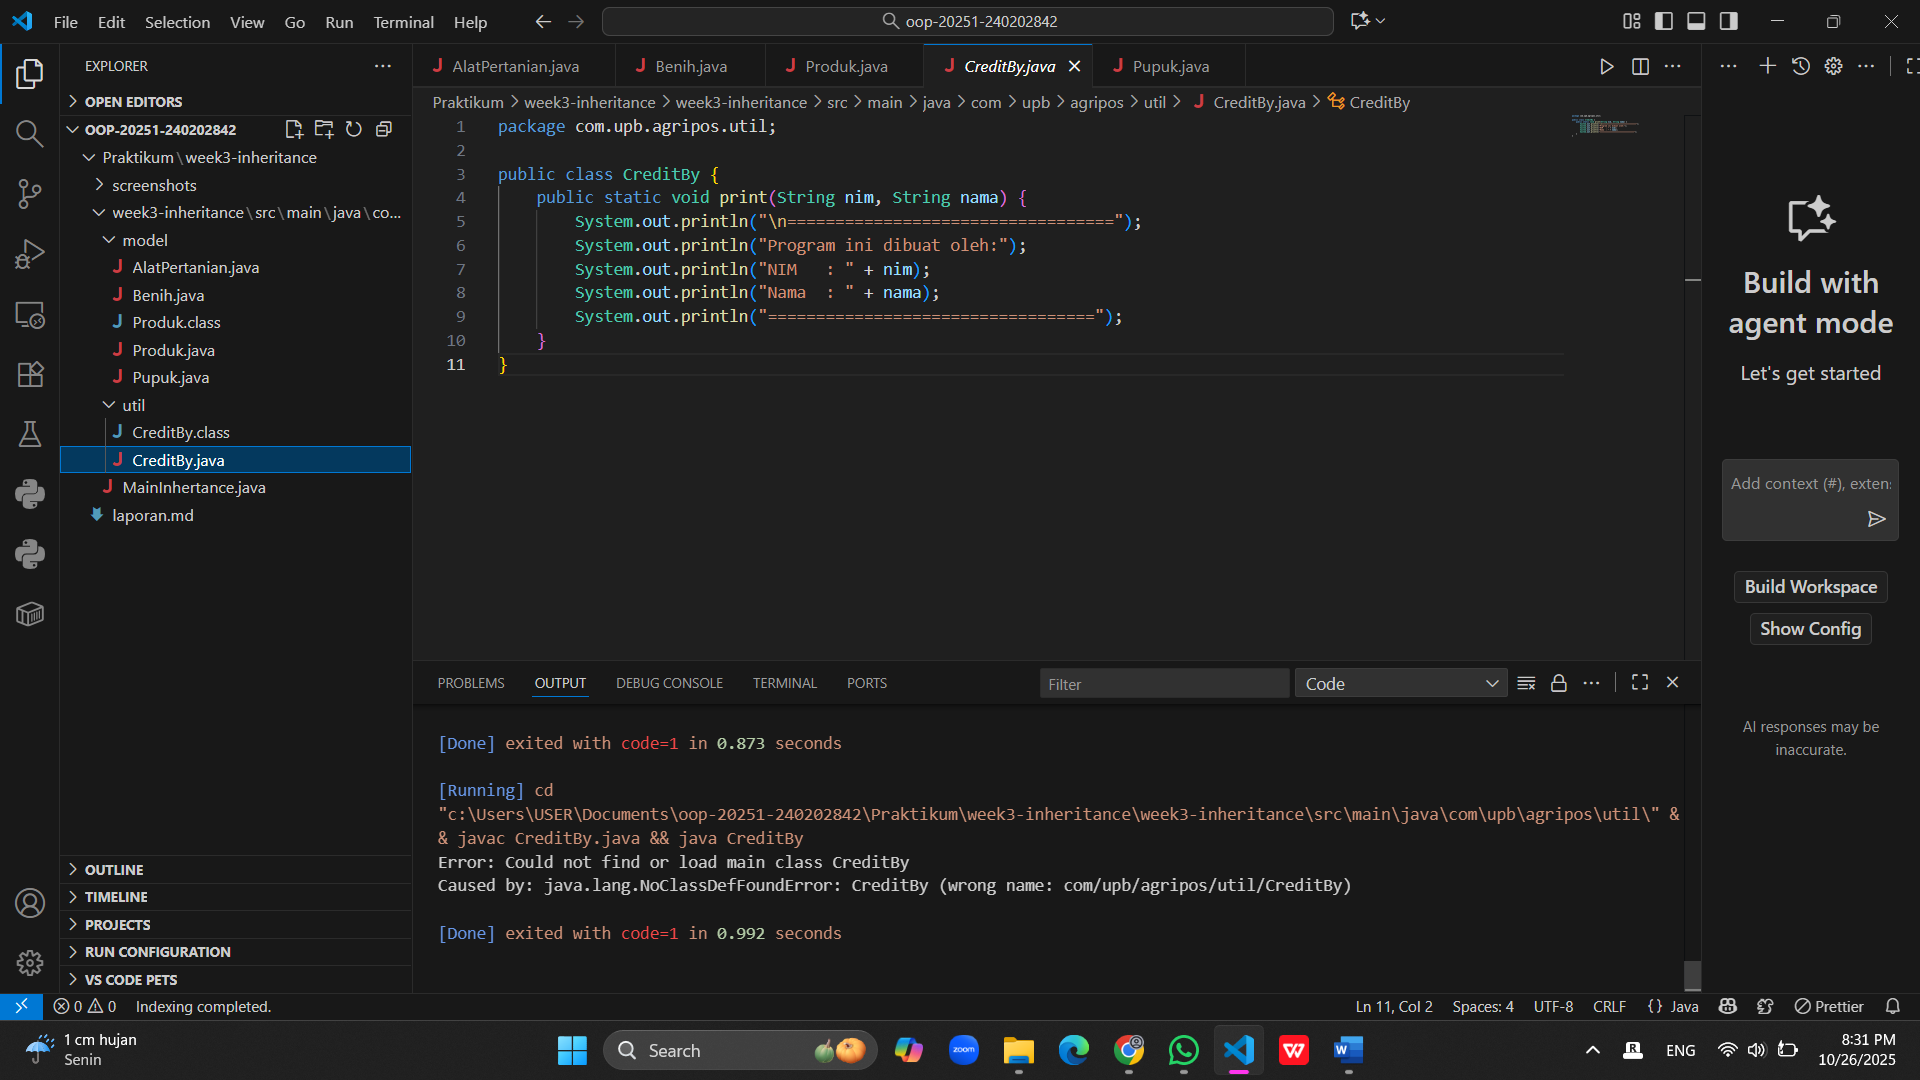 File Edit Selection View Go Run Terminal Help
oop-20251-240202842
EXPLORER
OPEN EDITORS
OOP-20251-240202842
Praktikum\week3-inheritance
screenshots
week3-inheritance\src\main\java\co...
model
AlatPertanian.java
Benih.java
Produk.class
Produk.java
Pupuk.java
util
CreditBy.class
CreditBy.java
MainInhertance.java
laporan.md
OUTLINE
TIMELINE
PROJECTS
RUN CONFIGURATION
VS CODE PETS
AlatPertanian.java Benih.java Produk.java CreditBy.java Pupuk.java
Praktikum > week3-inheritance > week3-inheritance > src > main > java > com > upb > agripos > util > CreditBy.java > CreditBy
1 package com.upb.agripos.util;
2
3 public class CreditBy {
4     public static void print(String nim, String nama) {
5         System.out.println("\n==================================");
6         System.out.println("Program ini dibuat oleh:");
7         System.out.println("NIM   : " + nim);
8         System.out.println("Nama  : " + nama);
9         System.out.println("==================================");
10     }
11 }
PROBLEMS OUTPUT DEBUG CONSOLE TERMINAL PORTS
Filter
Code
[Done] exited with code=1 in 0.873 seconds
[Running] cd
"c:\Users\USER\Documents\oop-20251-240202842\Praktikum\week3-inheritance\week3-inheritance\src\main\java\com\upb\agripos\util\" &
& javac CreditBy.java && java CreditBy
Error: Could not find or load main class CreditBy
Caused by: java.lang.NoClassDefFoundError: CreditBy (wrong name: com/upb/agripos/util/CreditBy)
[Done] exited with code=1 in 0.992 seconds
Build with
agent mode
Let's get started
Add context (#), exten
Build Workspace
Show Config
AI responses may be
inaccurate.
0 0 Indexing completed.
Ln 11, Col 2 Spaces: 4 UTF-8 CRLF {} Java Prettier
1 cm hujan
Senin
Search
zoom
ENG
8:31 PM
10/26/2025